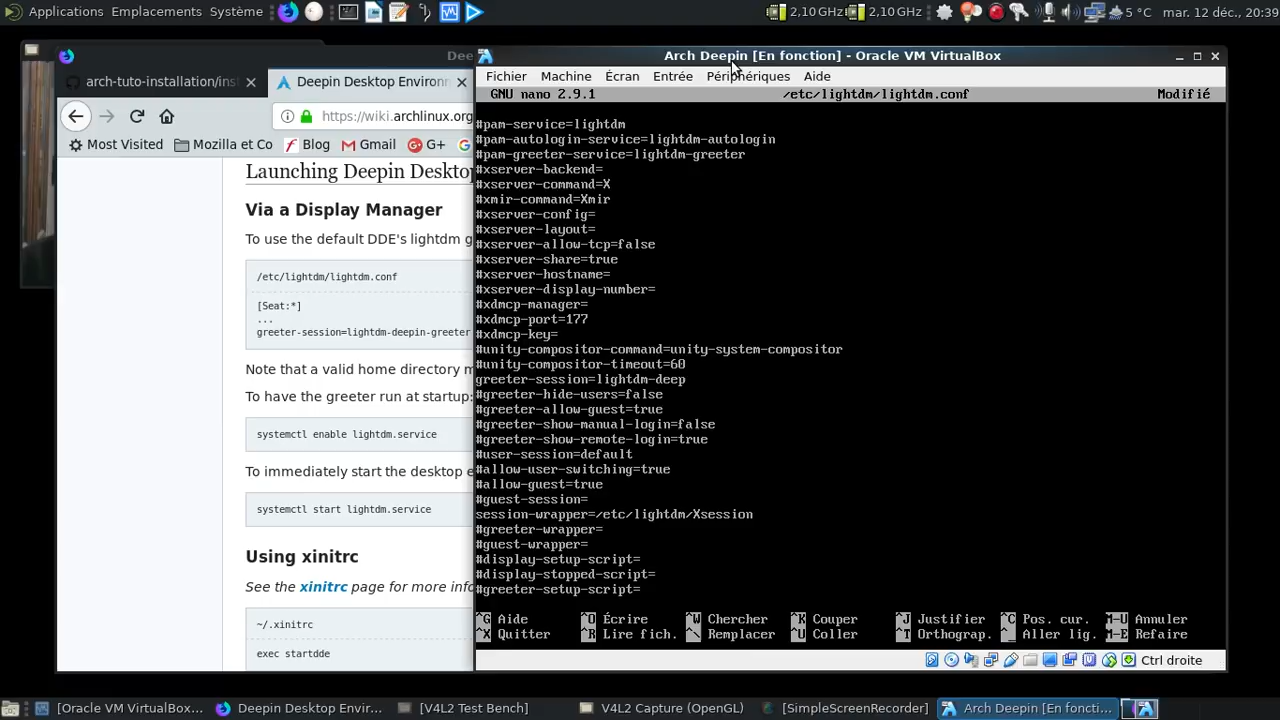 Applications Emplacements Système
2,10 GHz 2,10 GHz
5 °C mar. 12 déc., 20:39
Dee
arch-tuto-installation/ins
Deepin Desktop Environm
https://wiki.archlinux.org
Most Visited Mozilla et Co Blog Gmail G+
Launching Deepin Desktop
Via a Display Manager
To use the default DDE's lightdm g
/etc/lightdm/lightdm.conf
[Seat:*]
...
greeter-session=lightdm-deepin-greeter
Note that a valid home directory m
To have the greeter run at startup:
systemctl enable lightdm.service
To immediately start the desktop e
systemctl start lightdm.service
Using xinitrc
See the xinitrc page for more info
~/.xinitrc
exec startdde
Arch Deepin [En fonction] - Oracle VM VirtualBox
Fichier Machine Écran Entrée Périphériques Aide
GNU nano 2.9.1 /etc/lightdm/lightdm.conf Modifié
#pam-service=lightdm
#pam-autologin-service=lightdm-autologin
#pam-greeter-service=lightdm-greeter
#xserver-backend=
#xserver-command=X
#xmir-command=Xmir
#xserver-config=
#xserver-layout=
#xserver-allow-tcp=false
#xserver-share=true
#xserver-hostname=
#xserver-display-number=
#xdmcp-manager=
#xdmcp-port=177
#xdmcp-key=
#unity-compositor-command=unity-system-compositor
#unity-compositor-timeout=60
greeter-session=lightdm-deep
#greeter-hide-users=false
#greeter-allow-guest=true
#greeter-show-manual-login=false
#greeter-show-remote-login=true
#user-session=default
#allow-user-switching=true
#allow-guest=true
#guest-session=
session-wrapper=/etc/lightdm/Xsession
#greeter-wrapper=
#guest-wrapper=
#display-setup-script=
#display-stopped-script=
#greeter-setup-script=
^G Aide ^O Écrire ^W Chercher ^K Couper ^J Justifier ^C Pos. cur. M-U Annuler
^X Quitter ^R Lire fich. ^\ Remplacer ^U Coller ^T Orthograp. ^_ Aller lig. M-E Refaire
Ctrl droite
[Oracle VM VirtualBox... Deepin Desktop Envir... [V4L2 Test Bench] V4L2 Capture (OpenGL) [SimpleScreenRecorder] Arch Deepin [En foncti...